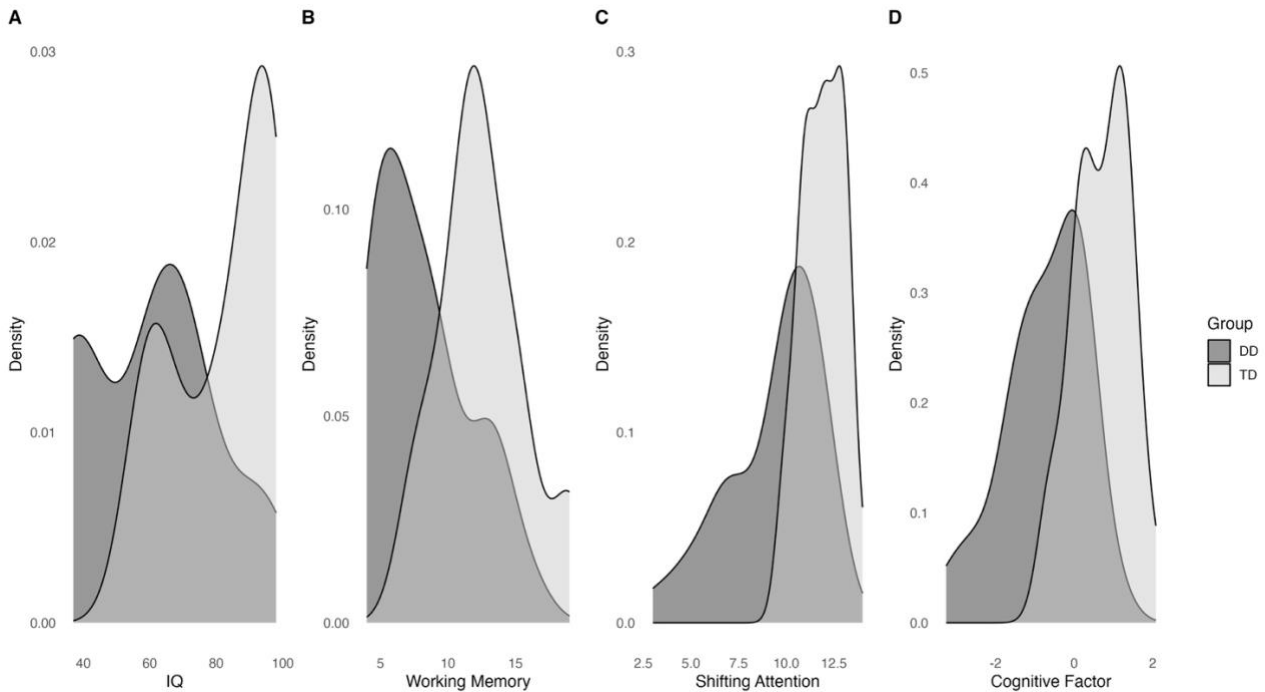 A
Density
0.03
0.02
0.01
0.00
40 60 80 100
IQ
B
Density
0.10
0.05
0.00
5 10 15
Working Memory
C
Density
0.3
0.2
0.1
0.0
2.5 5.0 7.5 10.0 12.5
Shifting Attention
D
Density
0.5
0.4
0.3
0.2
0.1
0.0
-2 0 2
Cognitive Factor
Group
DD
TD